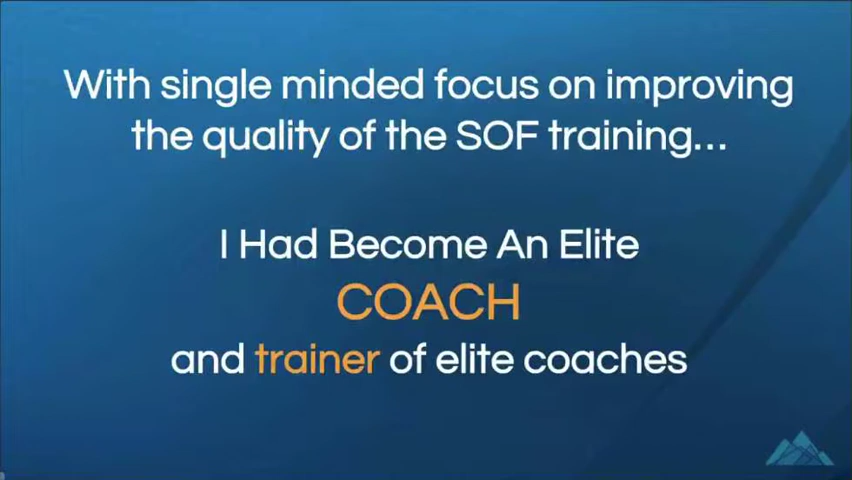 With single minded focus on improving
the quality of the SOF training...
I Had Become An Elite
COACH
and trainer of elite coaches